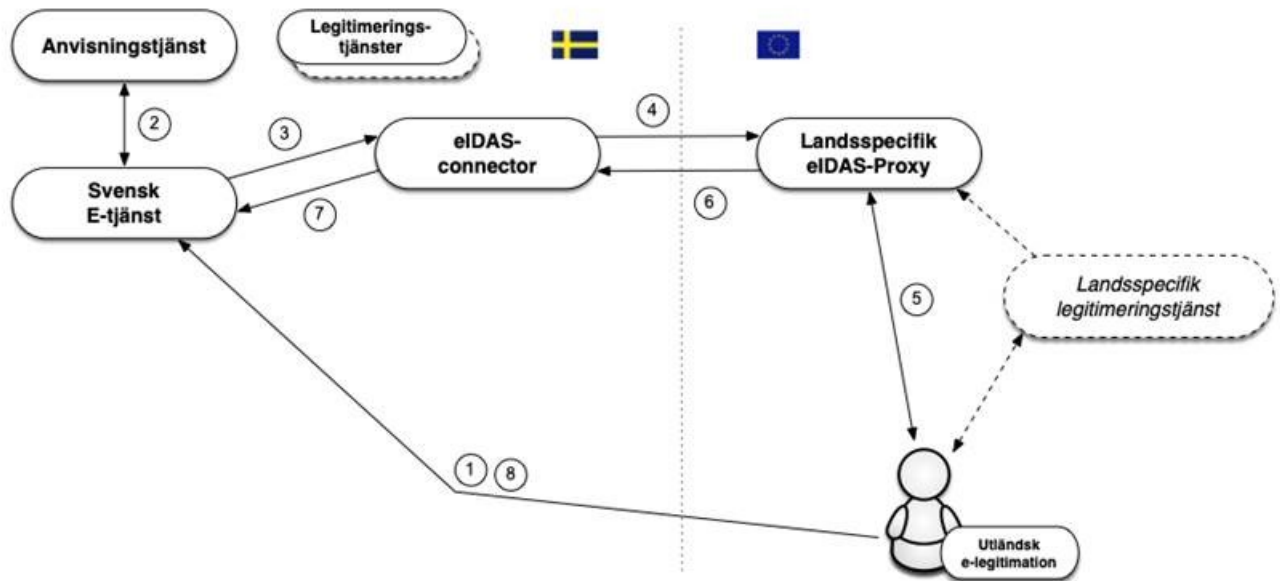 Anvisningstjänst
Legitimerings-
tjänster
2
3
4
eIDAS-
connector
Landsspecifik
eIDAS-Proxy
Svensk
E-tjänst
7
6
5
Landsspecifik
legitimeringstjänst
1
8
Utländsk
e-legitimation